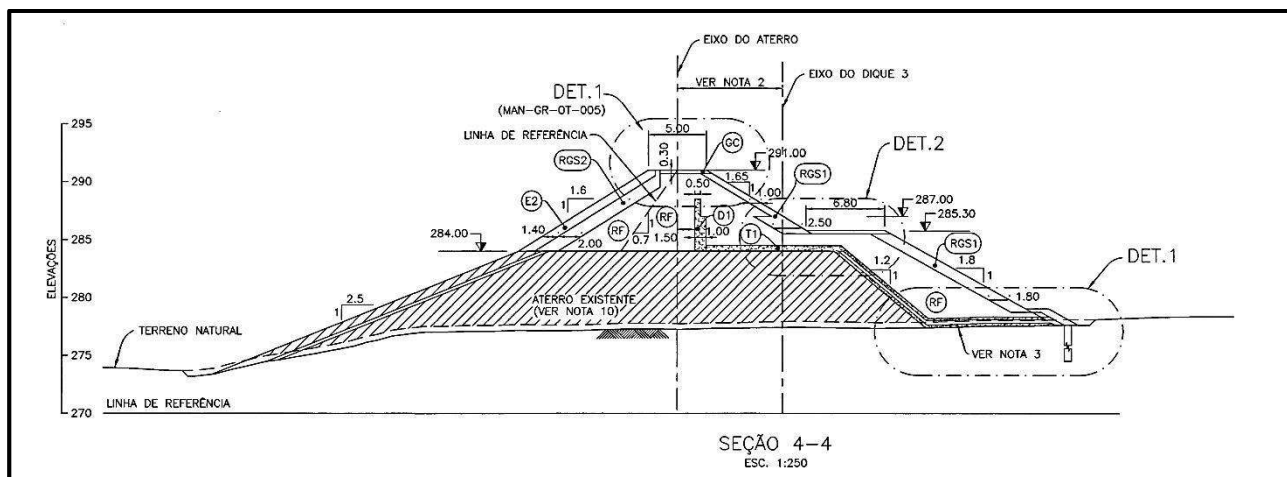 EIXO DO ATERRO
VER NOTA 2
EIXO DO DIQUE 3
DET.1
(MAN-GR-OT-005)
LINHA DE REFERÊNCIA
5.00
0.30
GC
291.00
DET.2
295
290
285
280
275
270
ELEVAÇÕES
RGS2
1.6
1
E2
0.50
1.65
1
1.00
RGS1
6.80
287.00
285.30
2.50
RF
RF
D1
1.40
2.00
0.7
1
1.50
1.00
T1
284.00
RGS1
1.8
1
1.2
1
DET.1
2.5
1
ATERRO EXISTENTE
(VER NOTA 10)
RF
1.80
TERRENO NATURAL
VER NOTA 3
LINHA DE REFERÊNCIA
SEÇÃO 4-4
ESC. 1:250